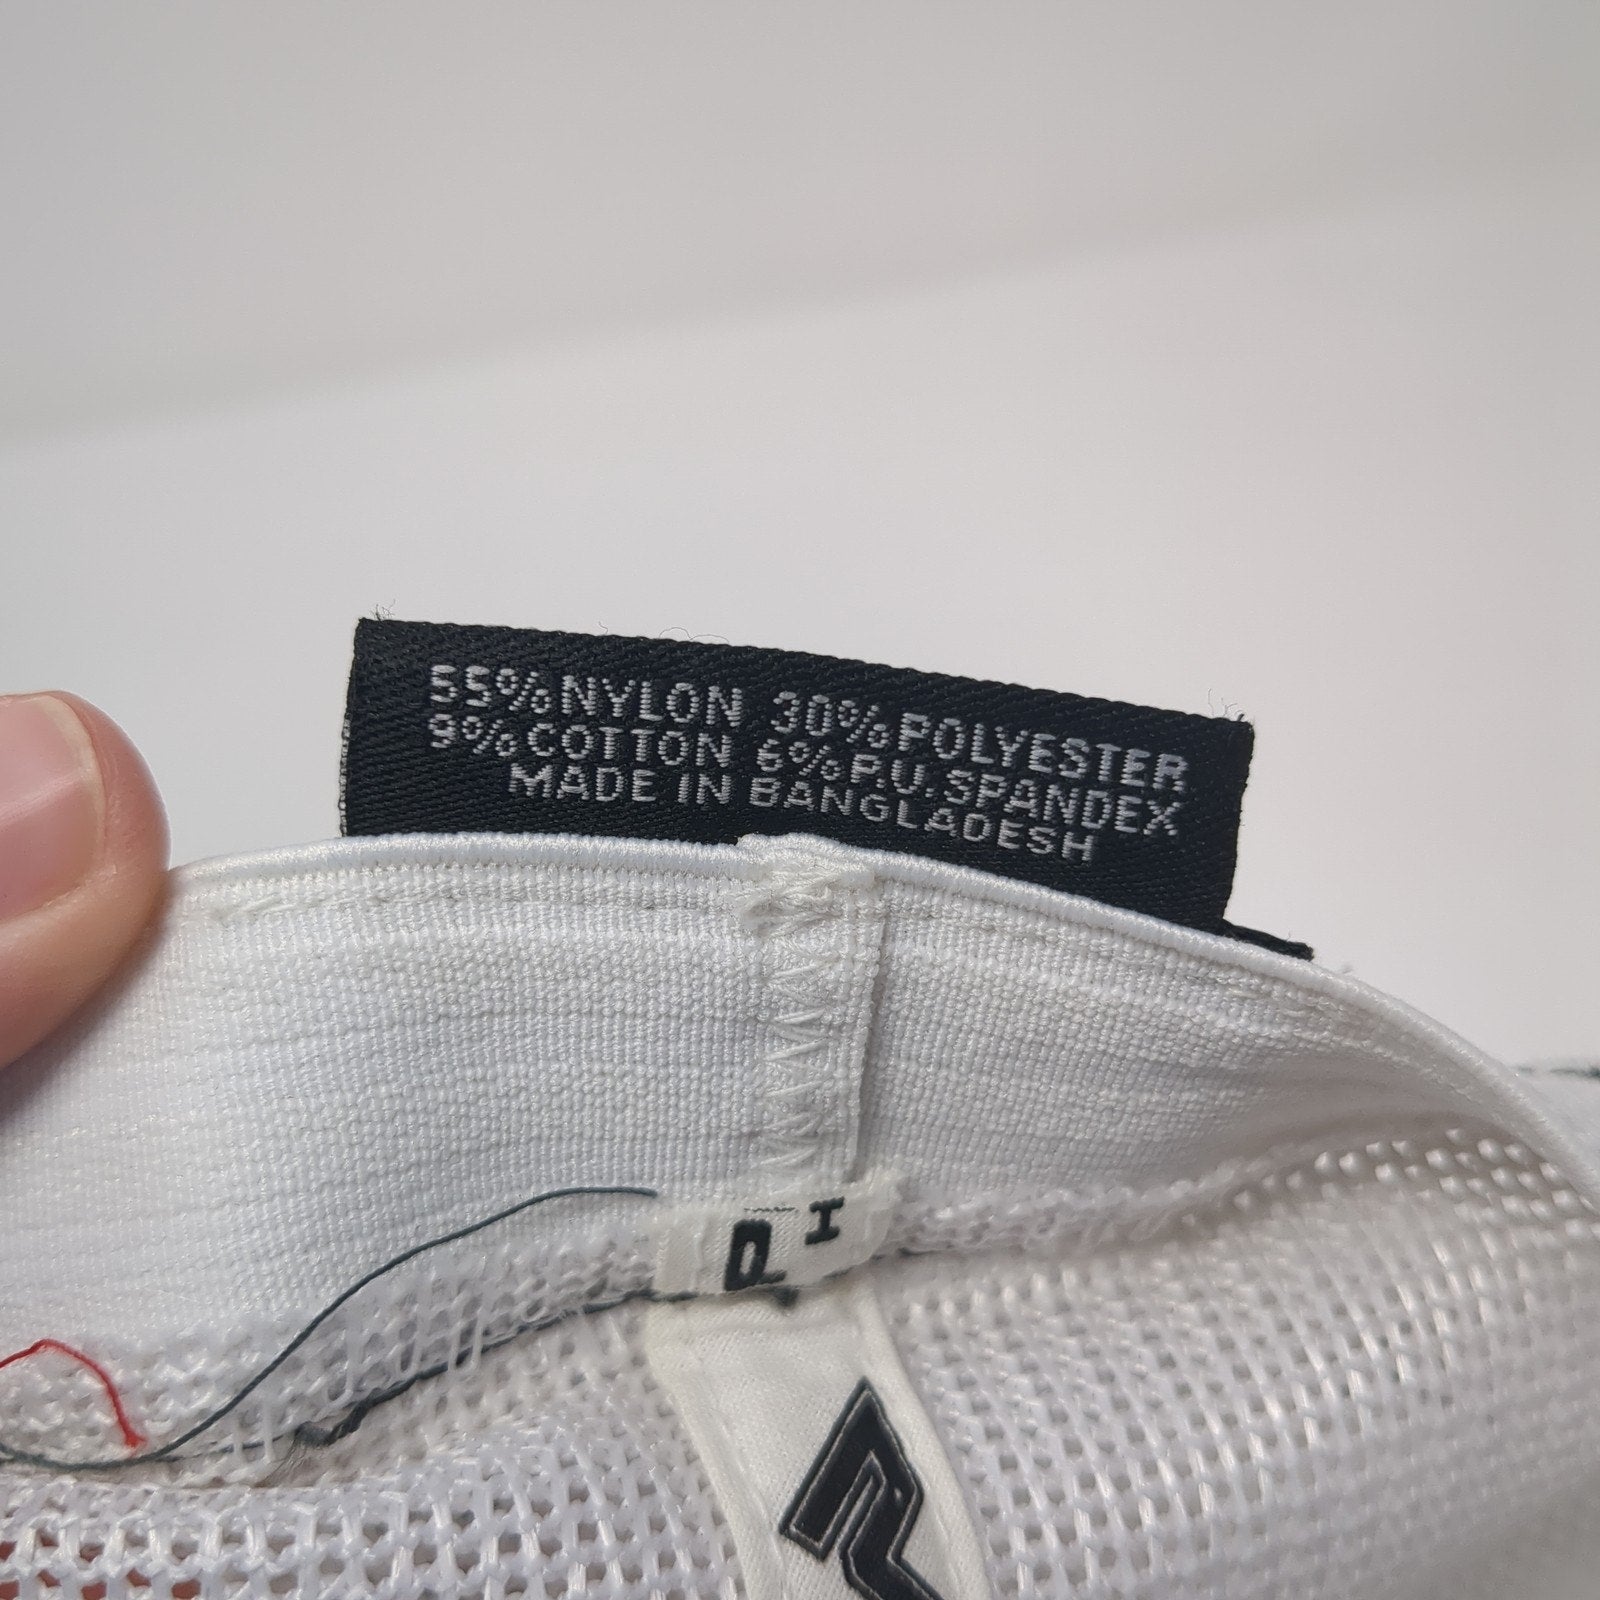 55% NYLON 30% POLYESTER
9% COTTON 6% P.U. SPANDEX
MADE IN BANGLADESH